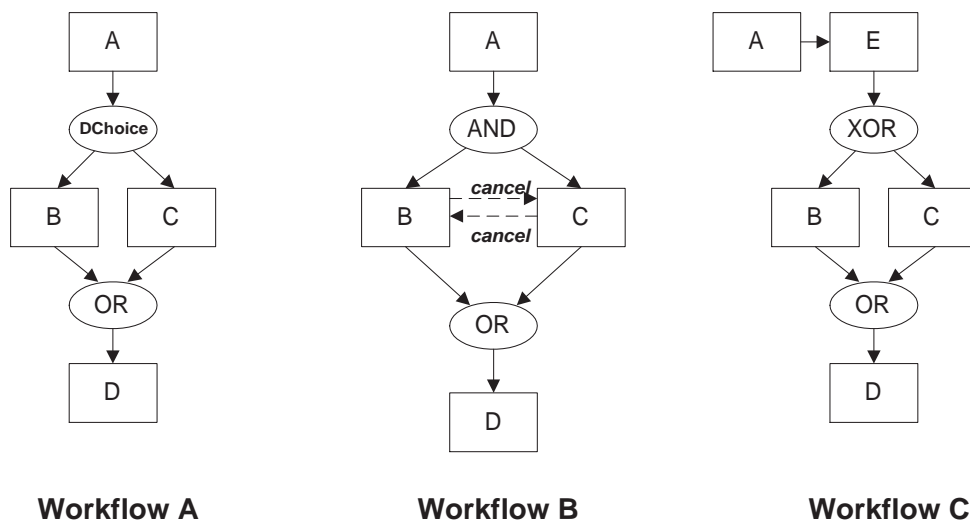 A
DChoice
B C
OR
D
Workflow A
A
AND
cancel
B C
cancel
OR
D
Workflow B
A E
XOR
B C
OR
D
Workflow C